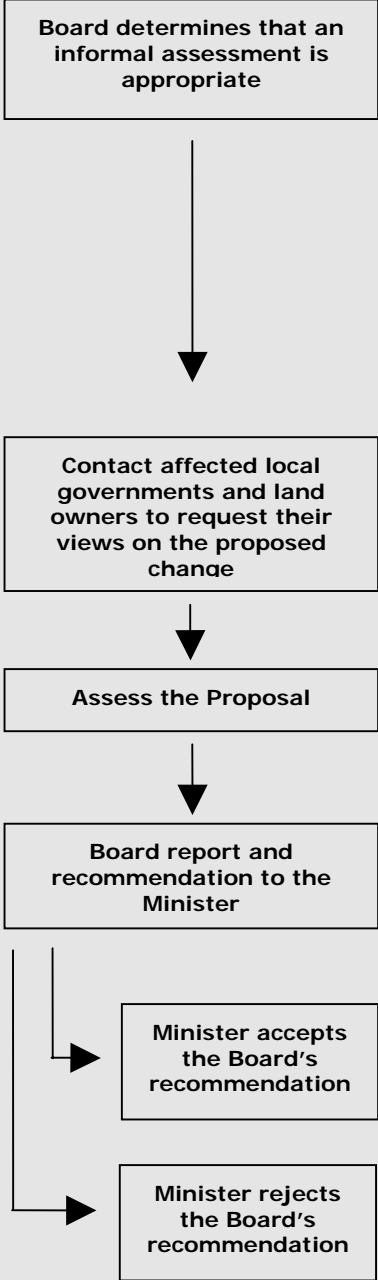 Board determines that an
informal assessment is
appropriate
Contact affected local
governments and land
owners to request their
views on the proposed
change
Assess the Proposal
Board report and
recommendation to the
Minister
Minister accepts
the Board's
recommendation
Minister rejects
the Board's
recommendation